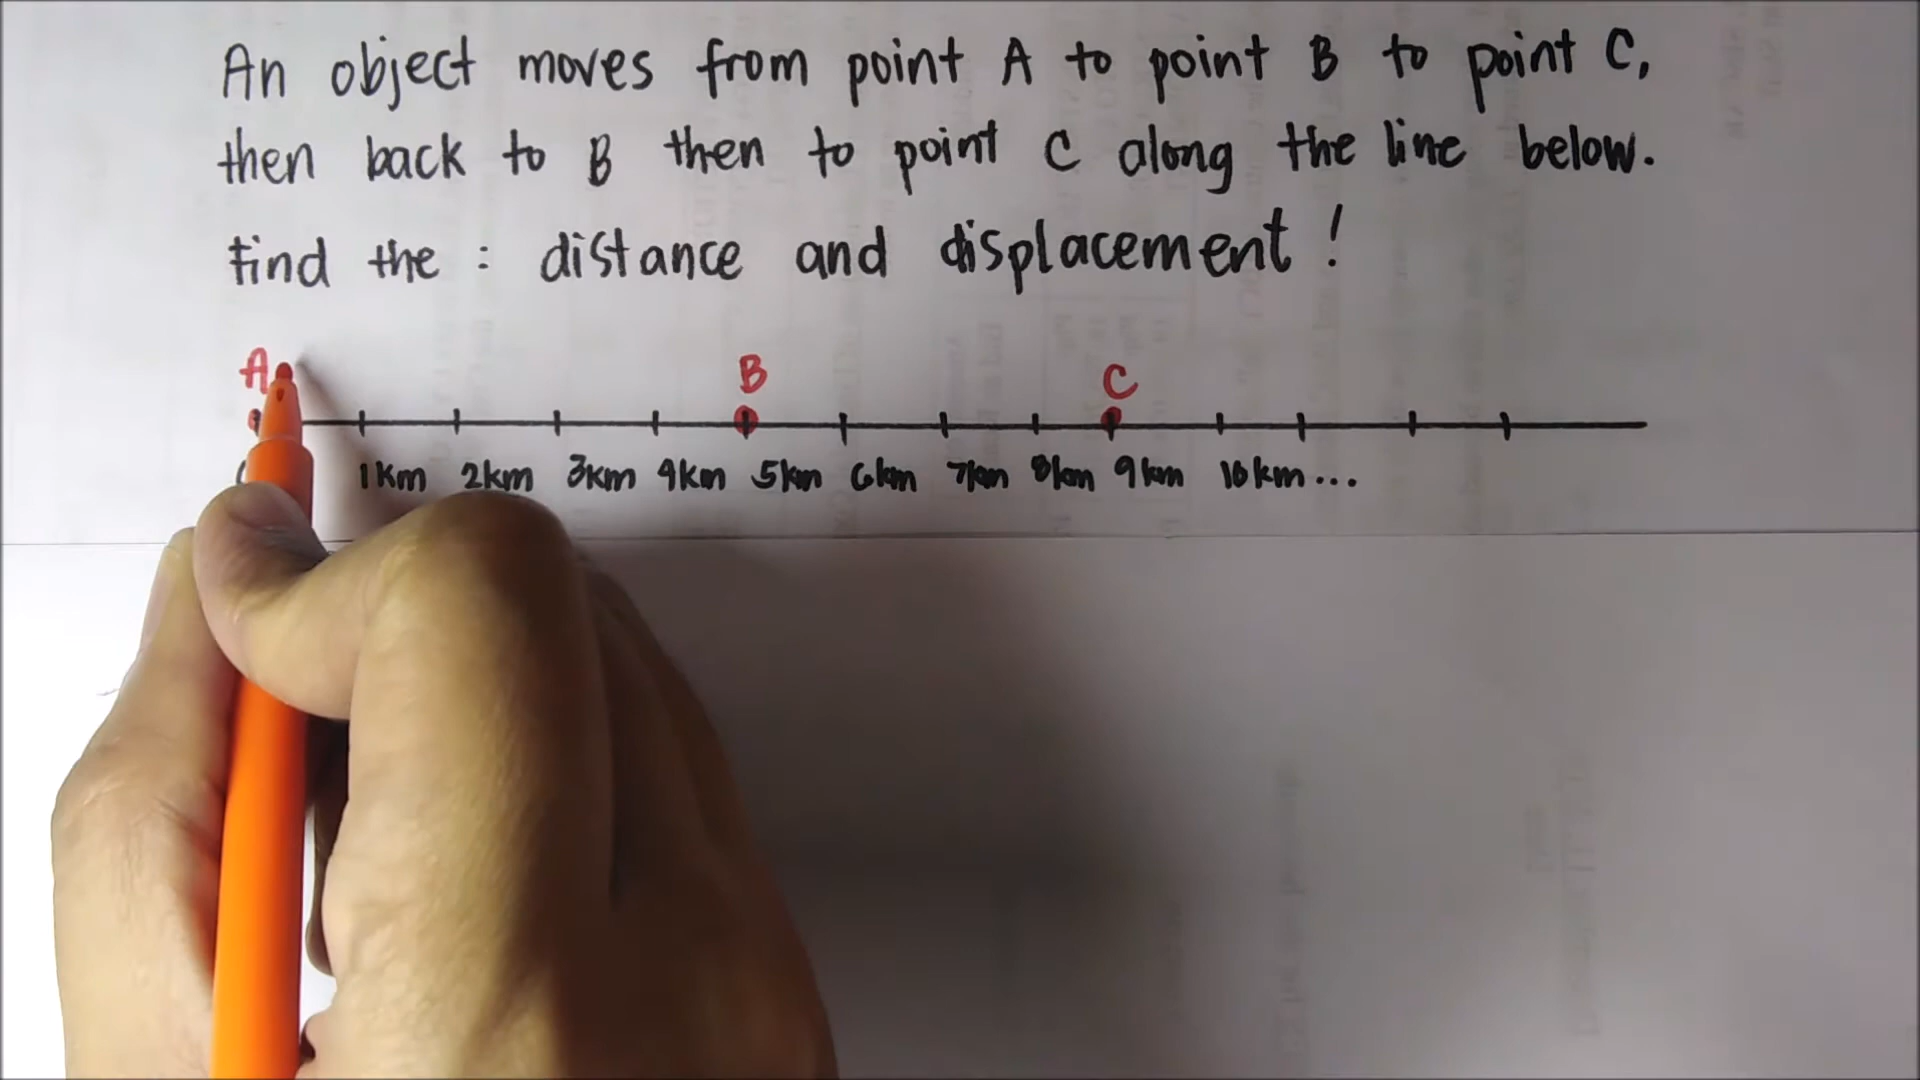 An object moves from point A to point B to point C,
then back to B then to point C along the line below.
find the : distance and displacement!
A B C
1km 2km 3km 4km 5km 6km 7km 8km 9km 10km...